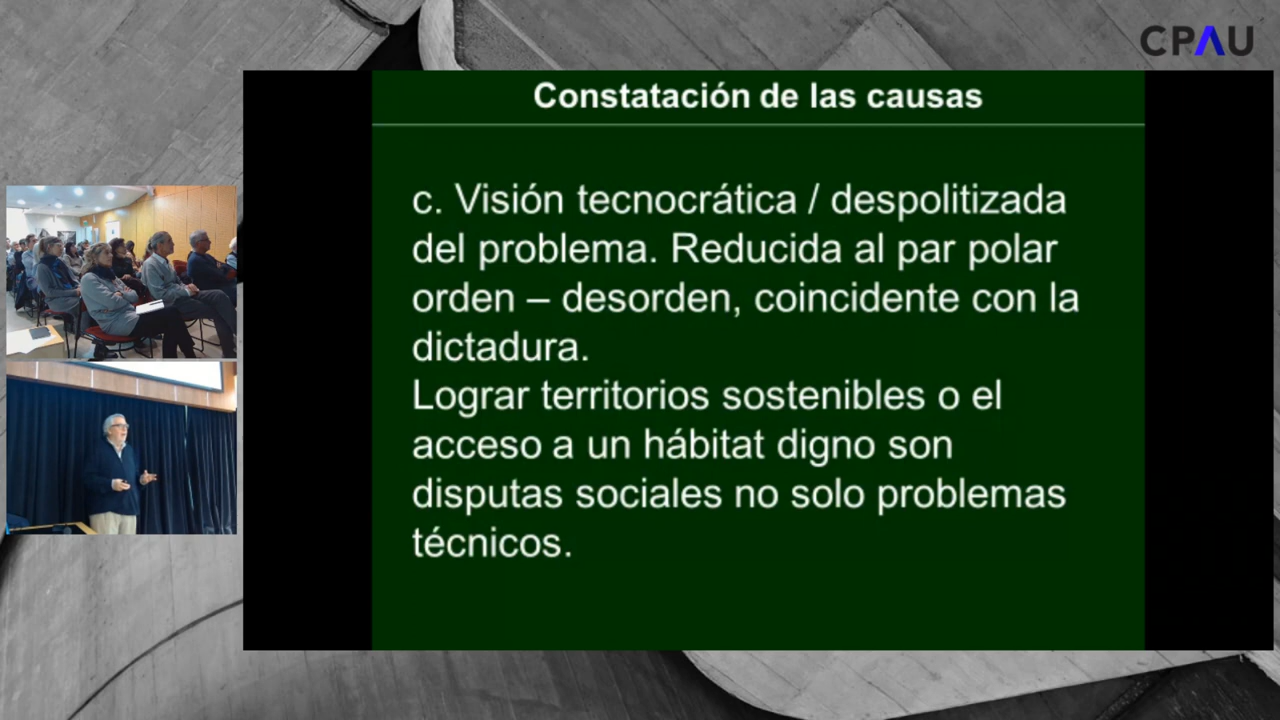 CPAU
Constatación de las causas
c. Visión tecnocrática / despolitizada
del problema. Reducida al par polar
orden – desorden, coincidente con la
dictadura.
Lograr territorios sostenibles o el
acceso a un hábitat digno son
disputas sociales no solo problemas
técnicos.